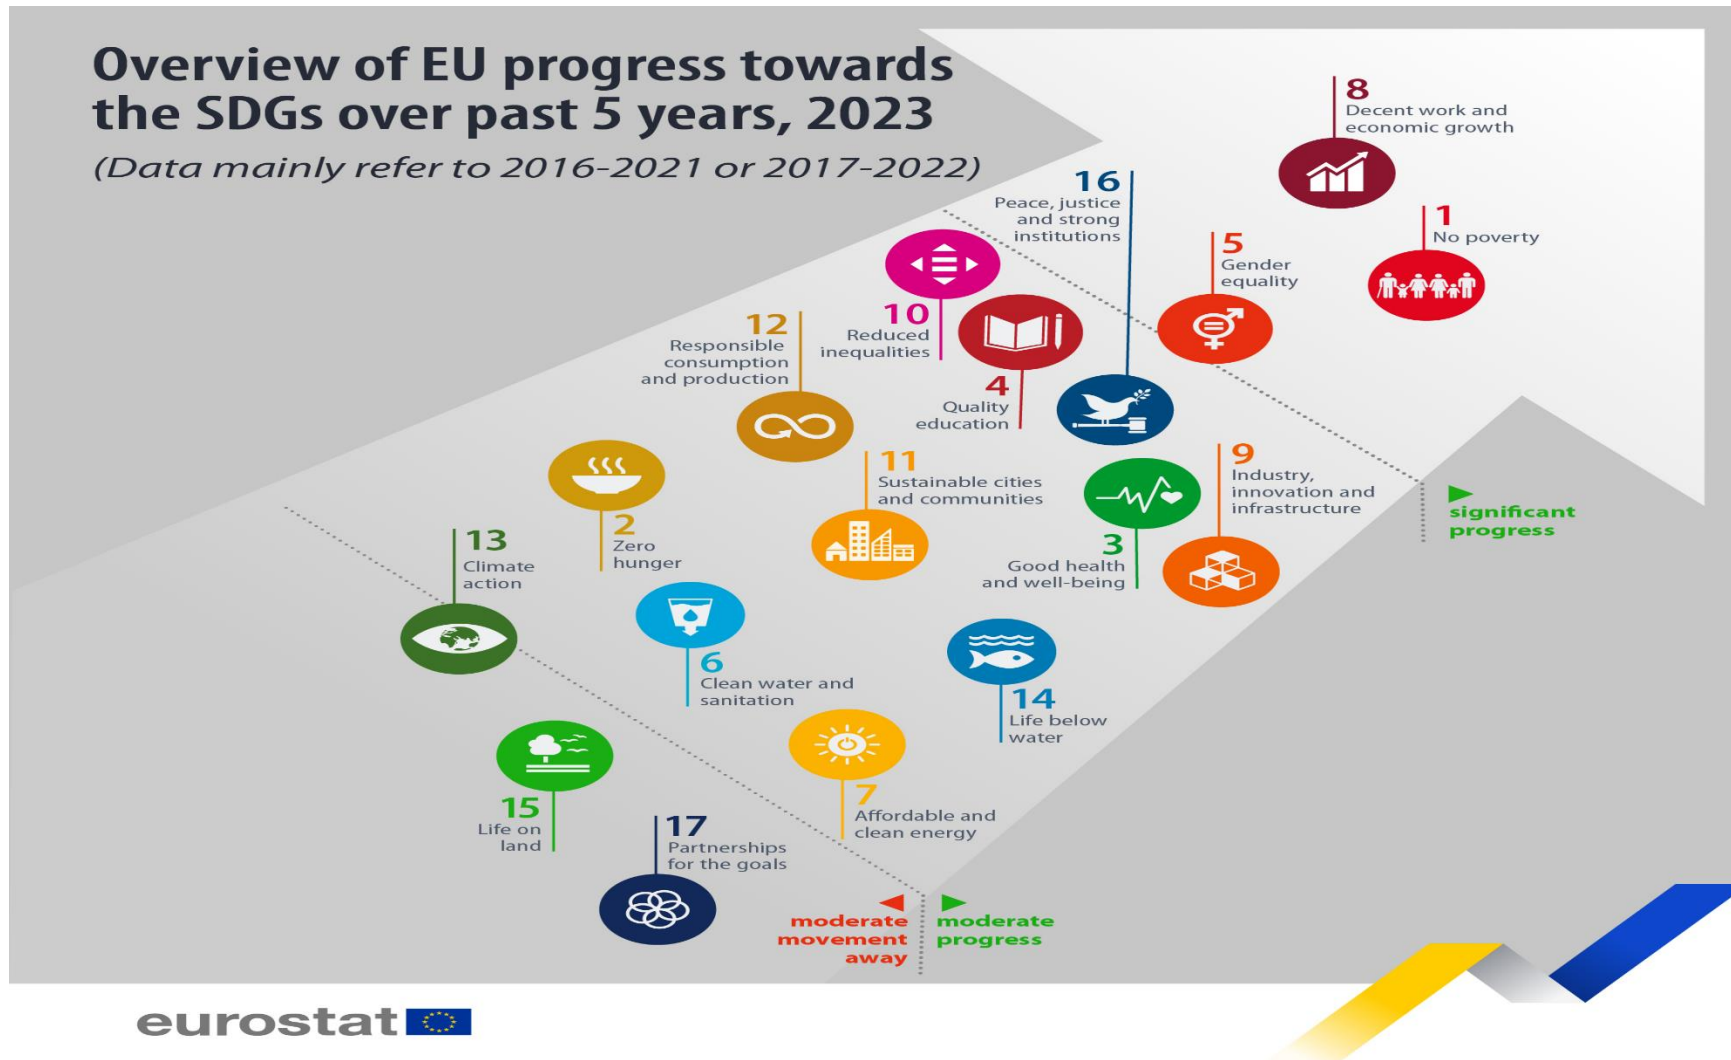 Overview of EU progress towards
the SDGs over past 5 years, 2023
(Data mainly refer to 2016-2021 or 2017-2022)
8
Decent work and
economic growth
16
Peace, justice
and strong
institutions
1
No poverty
5
Gender
equality
10
Reduced
inequalities
12
Responsible
consumption
and production
4
Quality
education
11
Sustainable cities
and communities
9
Industry,
innovation and
infrastructure
significant
progress
2
Zero
hunger
13
Climate
action
3
Good health
and well-being
6
Clean water and
sanitation
14
Life below
water
15
Life on
land
7
Affordable and
clean energy
17
Partnerships
for the goals
moderate
movement
away
moderate
progress
eurostat